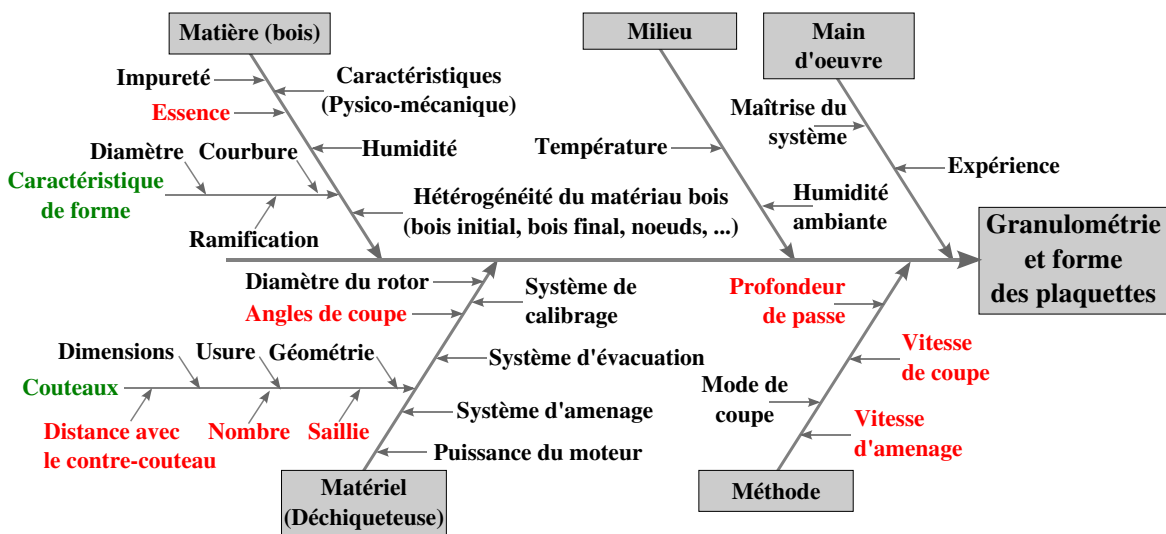 Matière (bois)
Milieu
Main
d'oeuvre
Impureté
Caractéristiques
(Pysico-mécanique)
Essence
Maîtrise du
système
Diamètre
Courbure
Humidité
Température
Expérience
Caractéristique
de forme
Hétérogénéité du matériau bois
(bois initial, bois final, noeuds, ...)
Humidité
ambiante
Ramification
Granulométrie
et forme
des plaquettes
Diamètre du rotor
Système de
calibrage
Profondeur
de passe
Angles de coupe
Dimensions
Usure
Géométrie
Système d'évacuation
Vitesse
de coupe
Couteaux
Mode de
coupe
Distance avec
le contre-couteau
Nombre
Saillie
Système d'amenage
Vitesse
d'amenage
Puissance du moteur
Matériel
(Déchiqueteuse)
Méthode